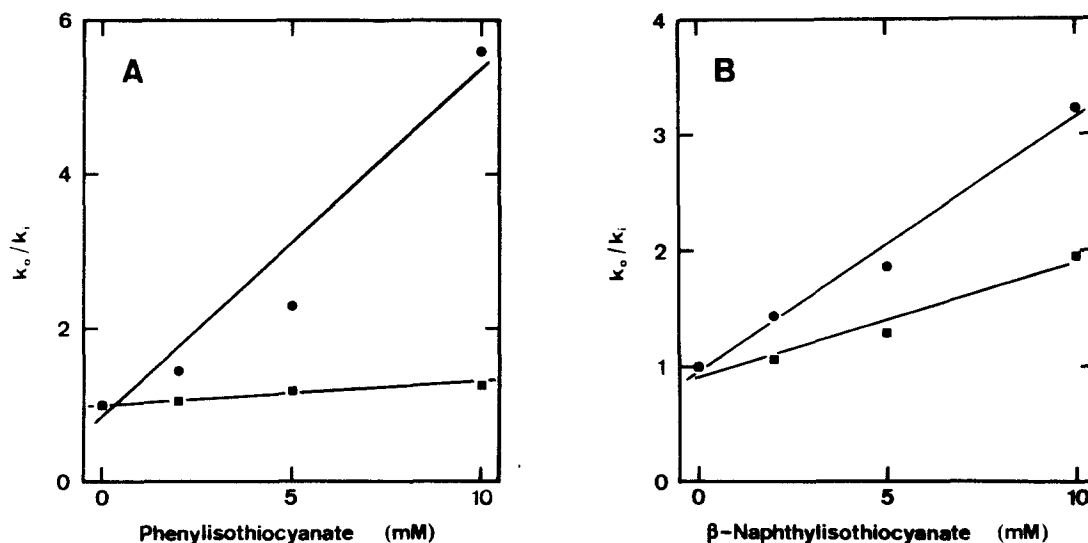 A
k₀/kᵢ
6
4
2
0
0 5 10
Phenylisothiocyanate (mM)
B
k₀/kᵢ
4
3
2
1
0
0 5 10
β-Naphthylisothiocyanate (mM)